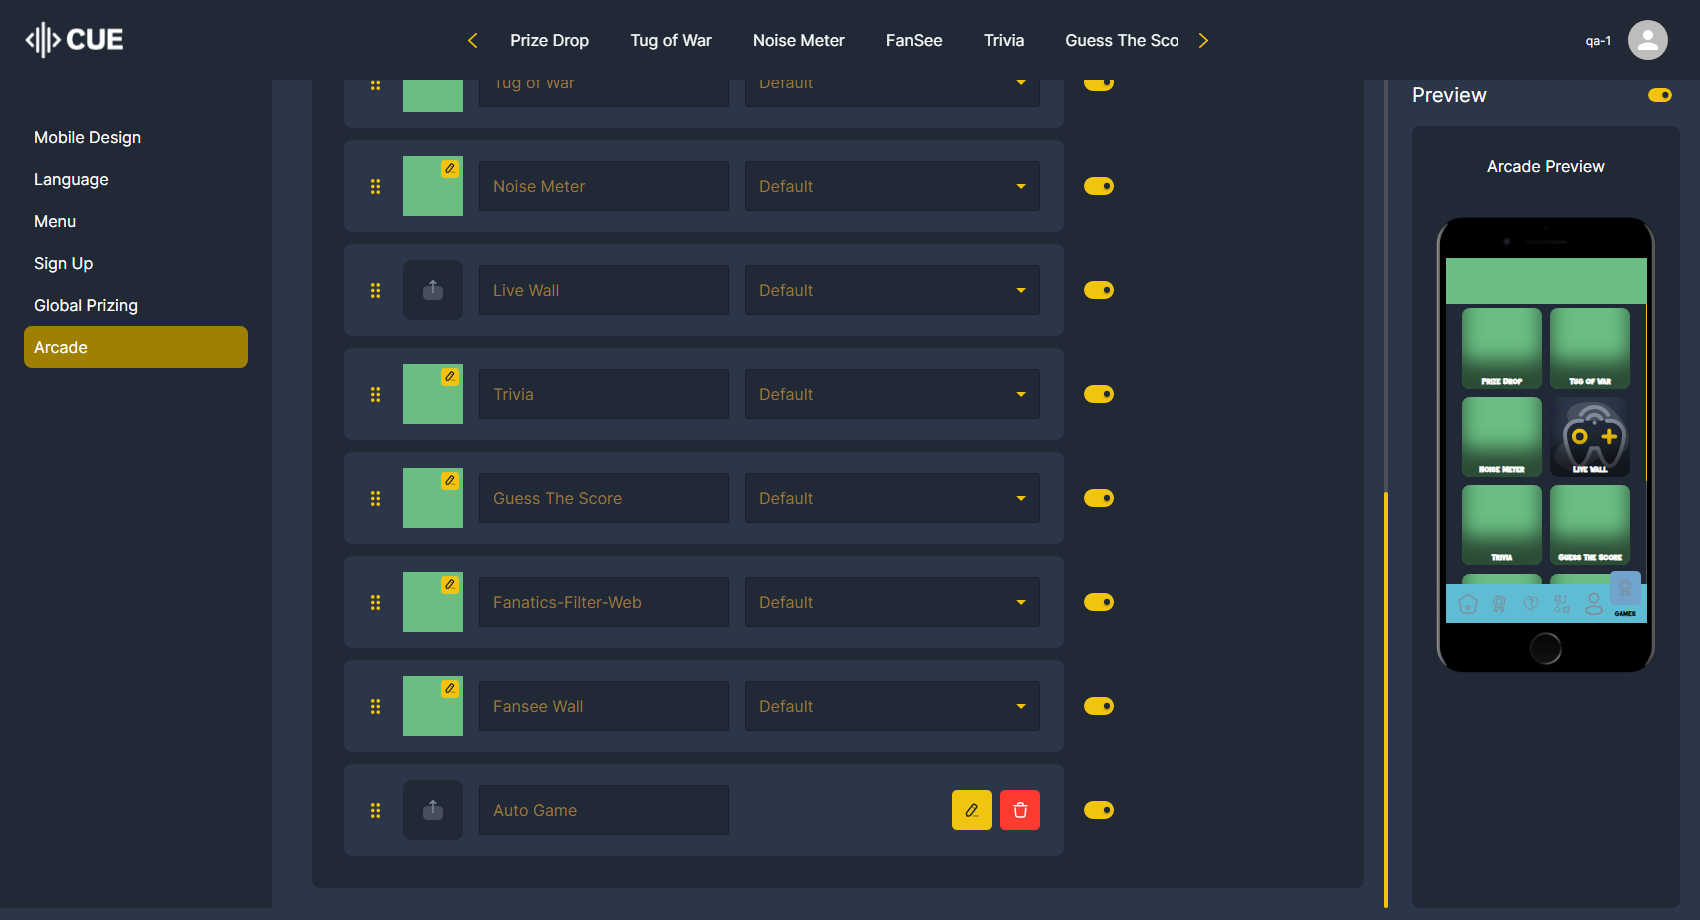 CUE
Prize Drop
Tug of War
Noise Meter
FanSee
Trivia
Guess The Sco
qa-1
Mobile Design
Language
Menu
Sign Up
Global Prizing
Arcade
Tug of War
Default
Noise Meter
Default
Live Wall
Default
Trivia
Default
Guess The Score
Default
Fanatics-Filter-Web
Default
Fansee Wall
Default
Auto Game
Preview
Arcade Preview
Prize Drop
Tug of War
Noise Meter
Live Wall
Trivia
Guess The Score
GAMES